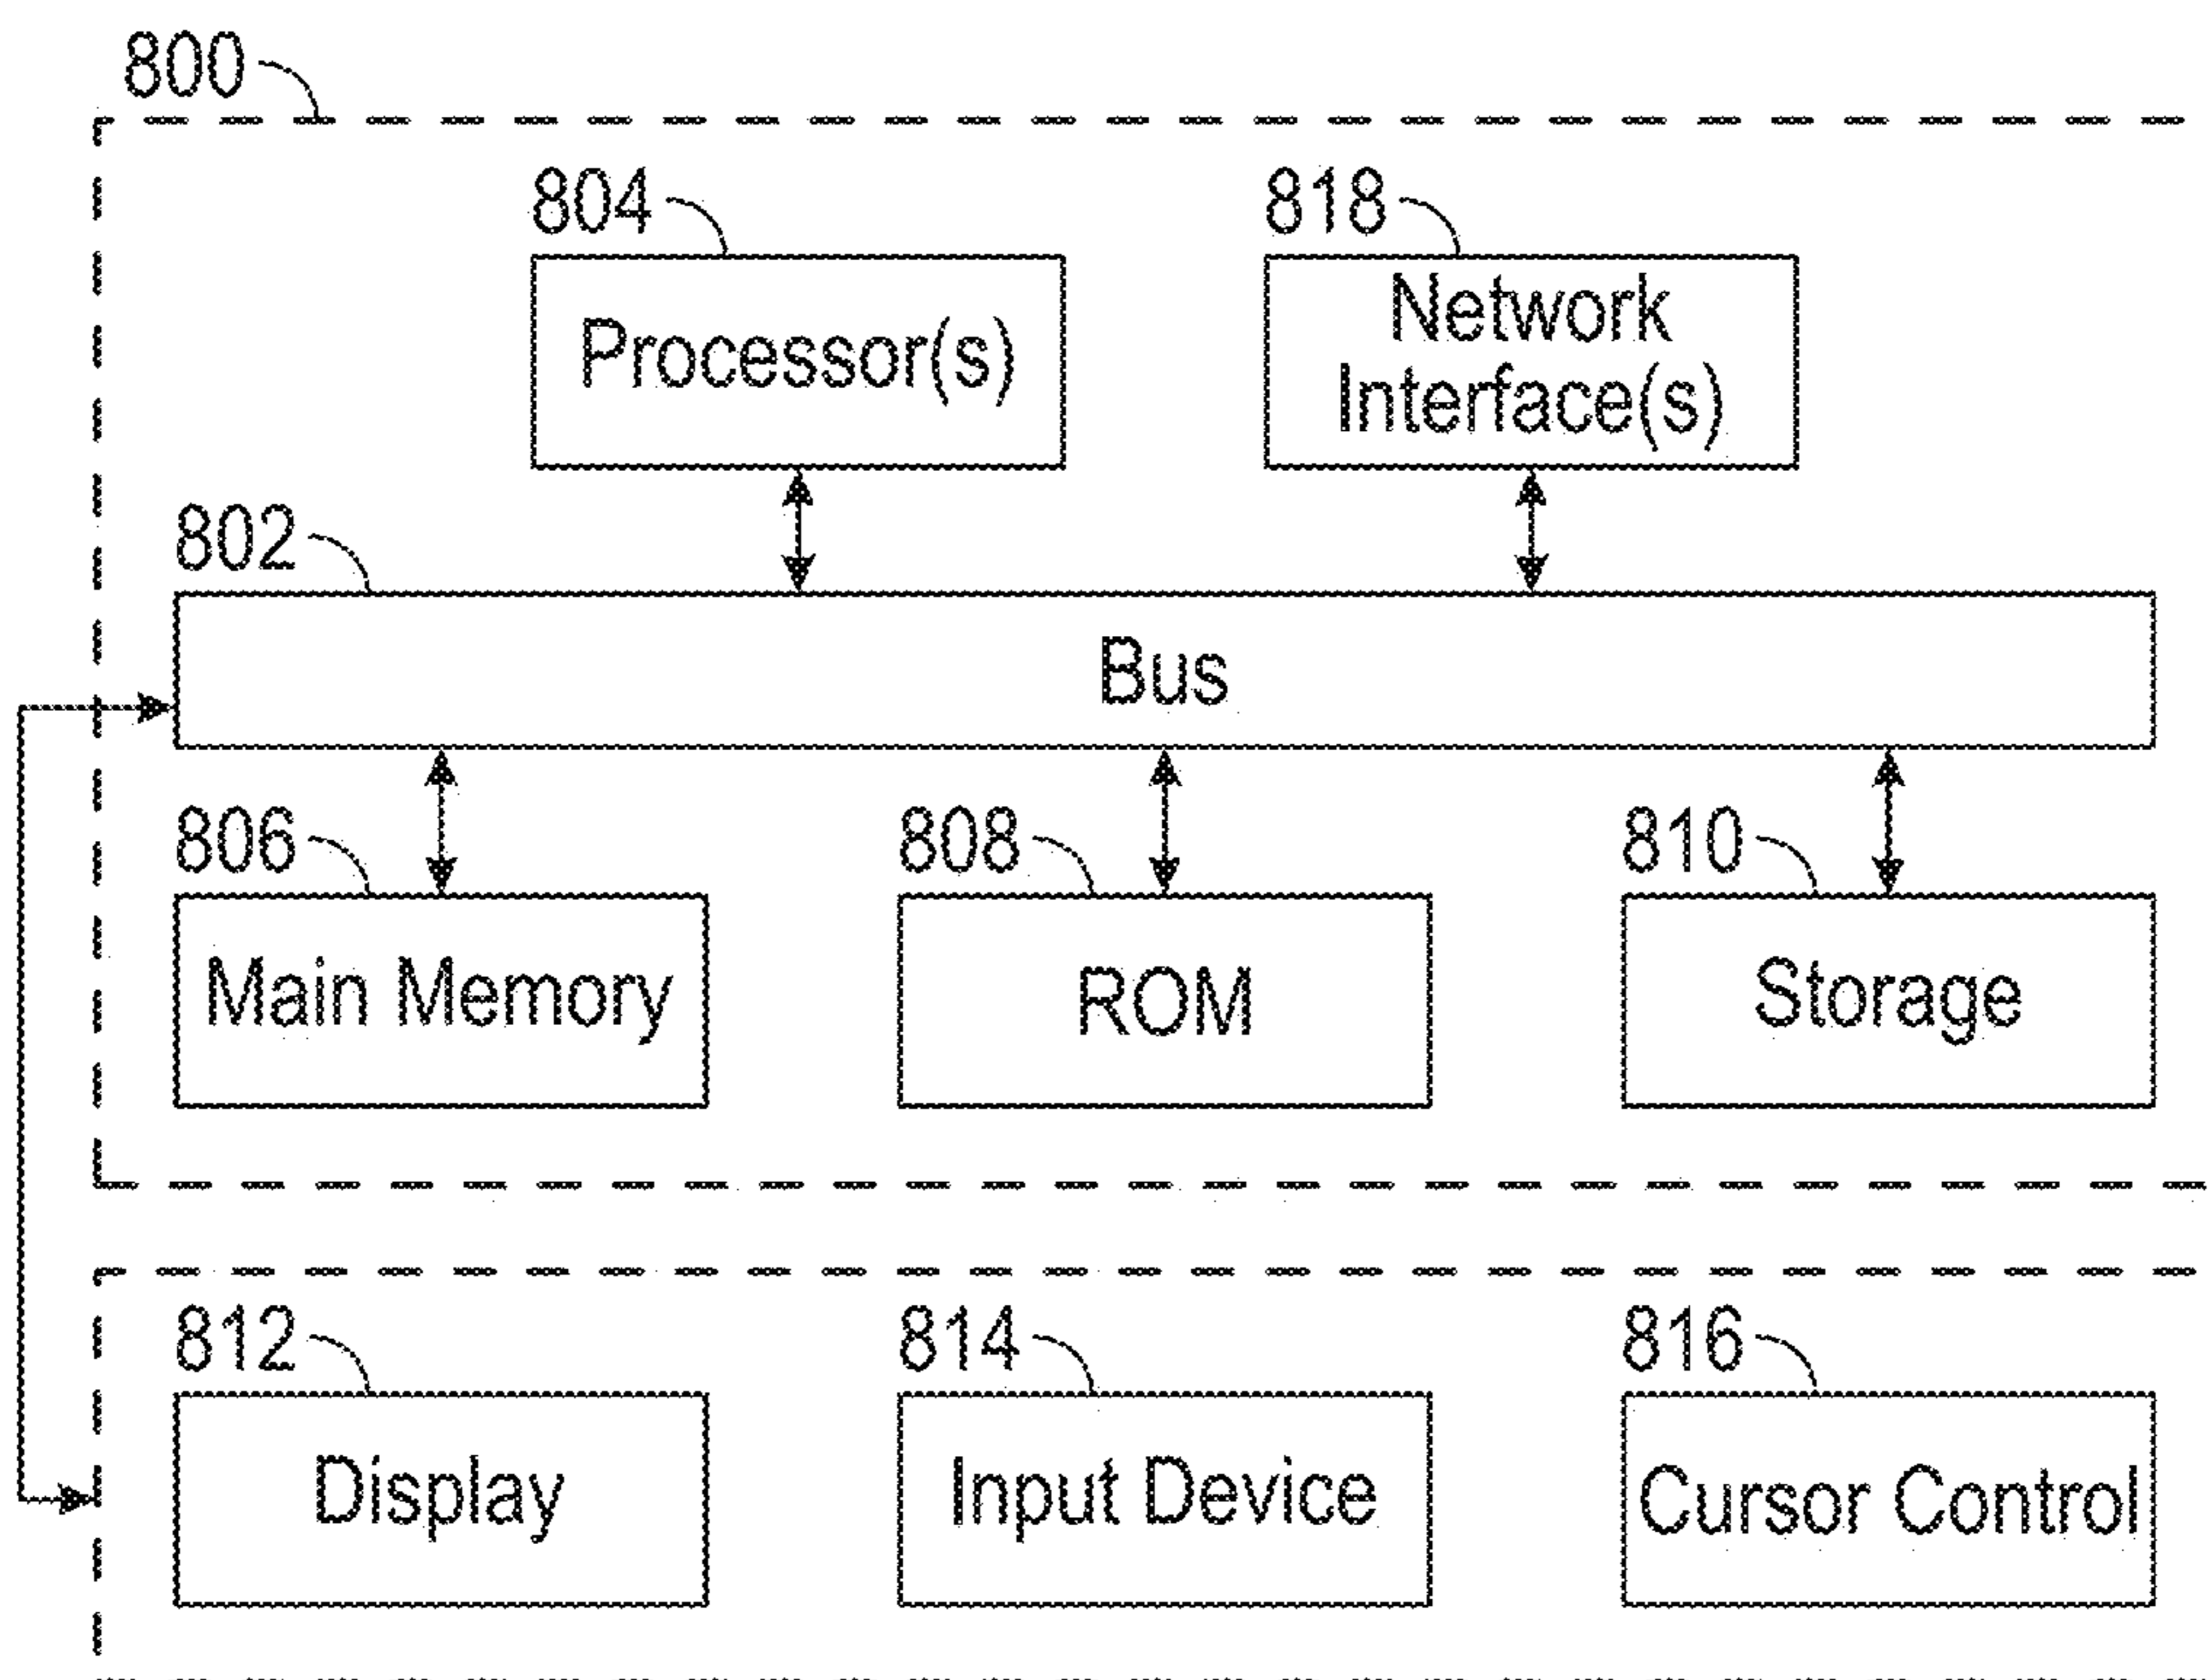 800
804
818
Processor(s)
Network
Interface(s)
802
Bus
806
808
810
Main Memory
ROM
Storage
812
814
816
Display
Input Device
Cursor Control